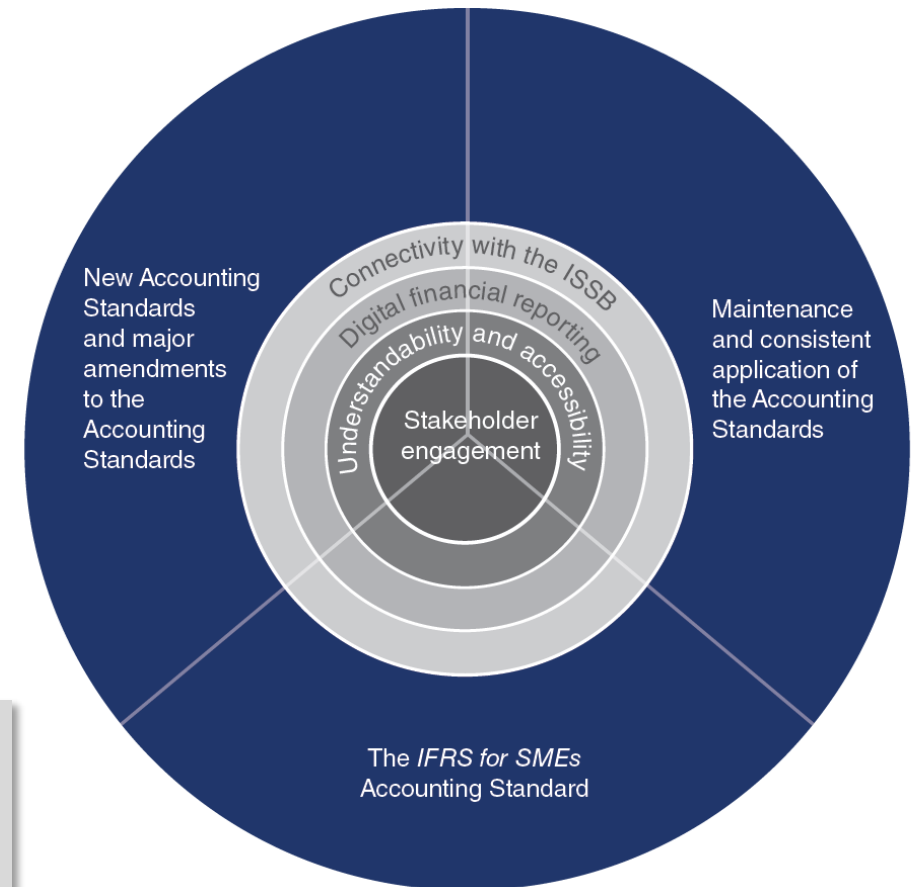 New Accounting
Standards
and major
amendments
to the
Accounting
Standards
Connectivity with the ISSB
Digital financial reporting
Understandability and accessibility
Stakeholder
engagement
Maintenance
and consistent
application of
the Accounting
Standards
The IFRS for SMEs
Accounting Standard